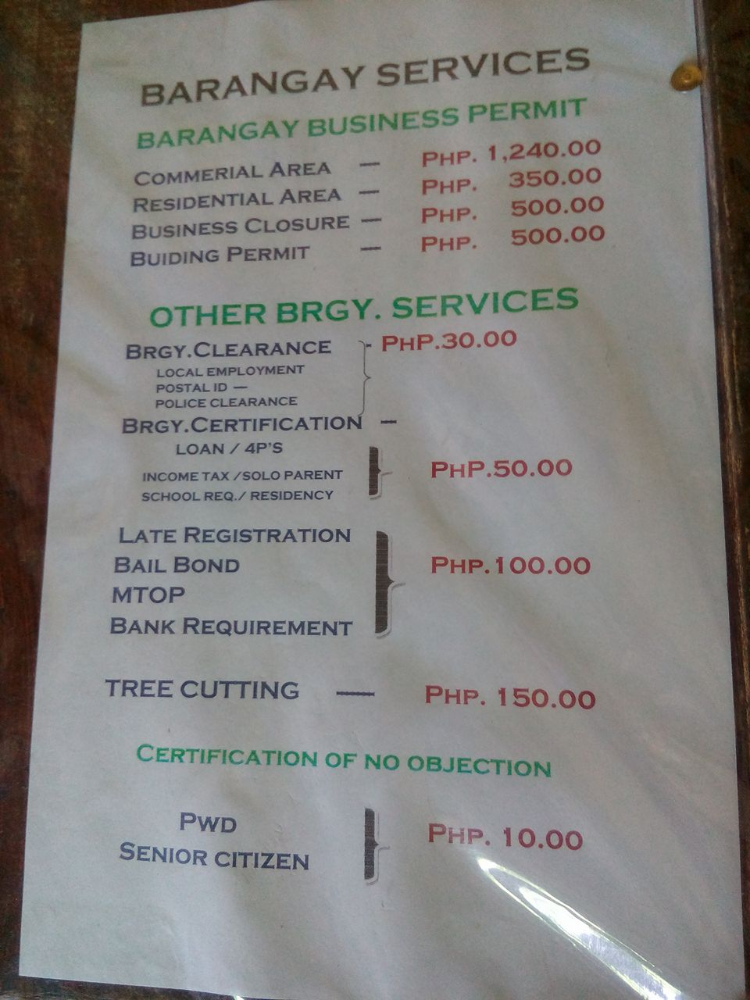 BARANGAY SERVICES
BARANGAY BUSINESS PERMIT
COMMERIAL AREA — PHP. 1,240.00
RESIDENTIAL AREA — PHP. 350.00
BUSINESS CLOSURE — PHP. 500.00
BUIDING PERMIT — PHP. 500.00
OTHER BRGY. SERVICES
BRGY.CLEARANCE - PHP.30.00
LOCAL EMPLOYMENT
POSTAL ID —
POLICE CLEARANCE
BRGY.CERTIFICATION —
LOAN / 4P'S
INCOME TAX /SOLO PARENT PHP.50.00
SCHOOL REQ./ RESIDENCY
LATE REGISTRATION
BAIL BOND PHP.100.00
MTOP
BANK REQUIREMENT
TREE CUTTING — PHP. 150.00
CERTIFICATION OF NO OBJECTION
PWD PHP. 10.00
SENIOR CITIZEN